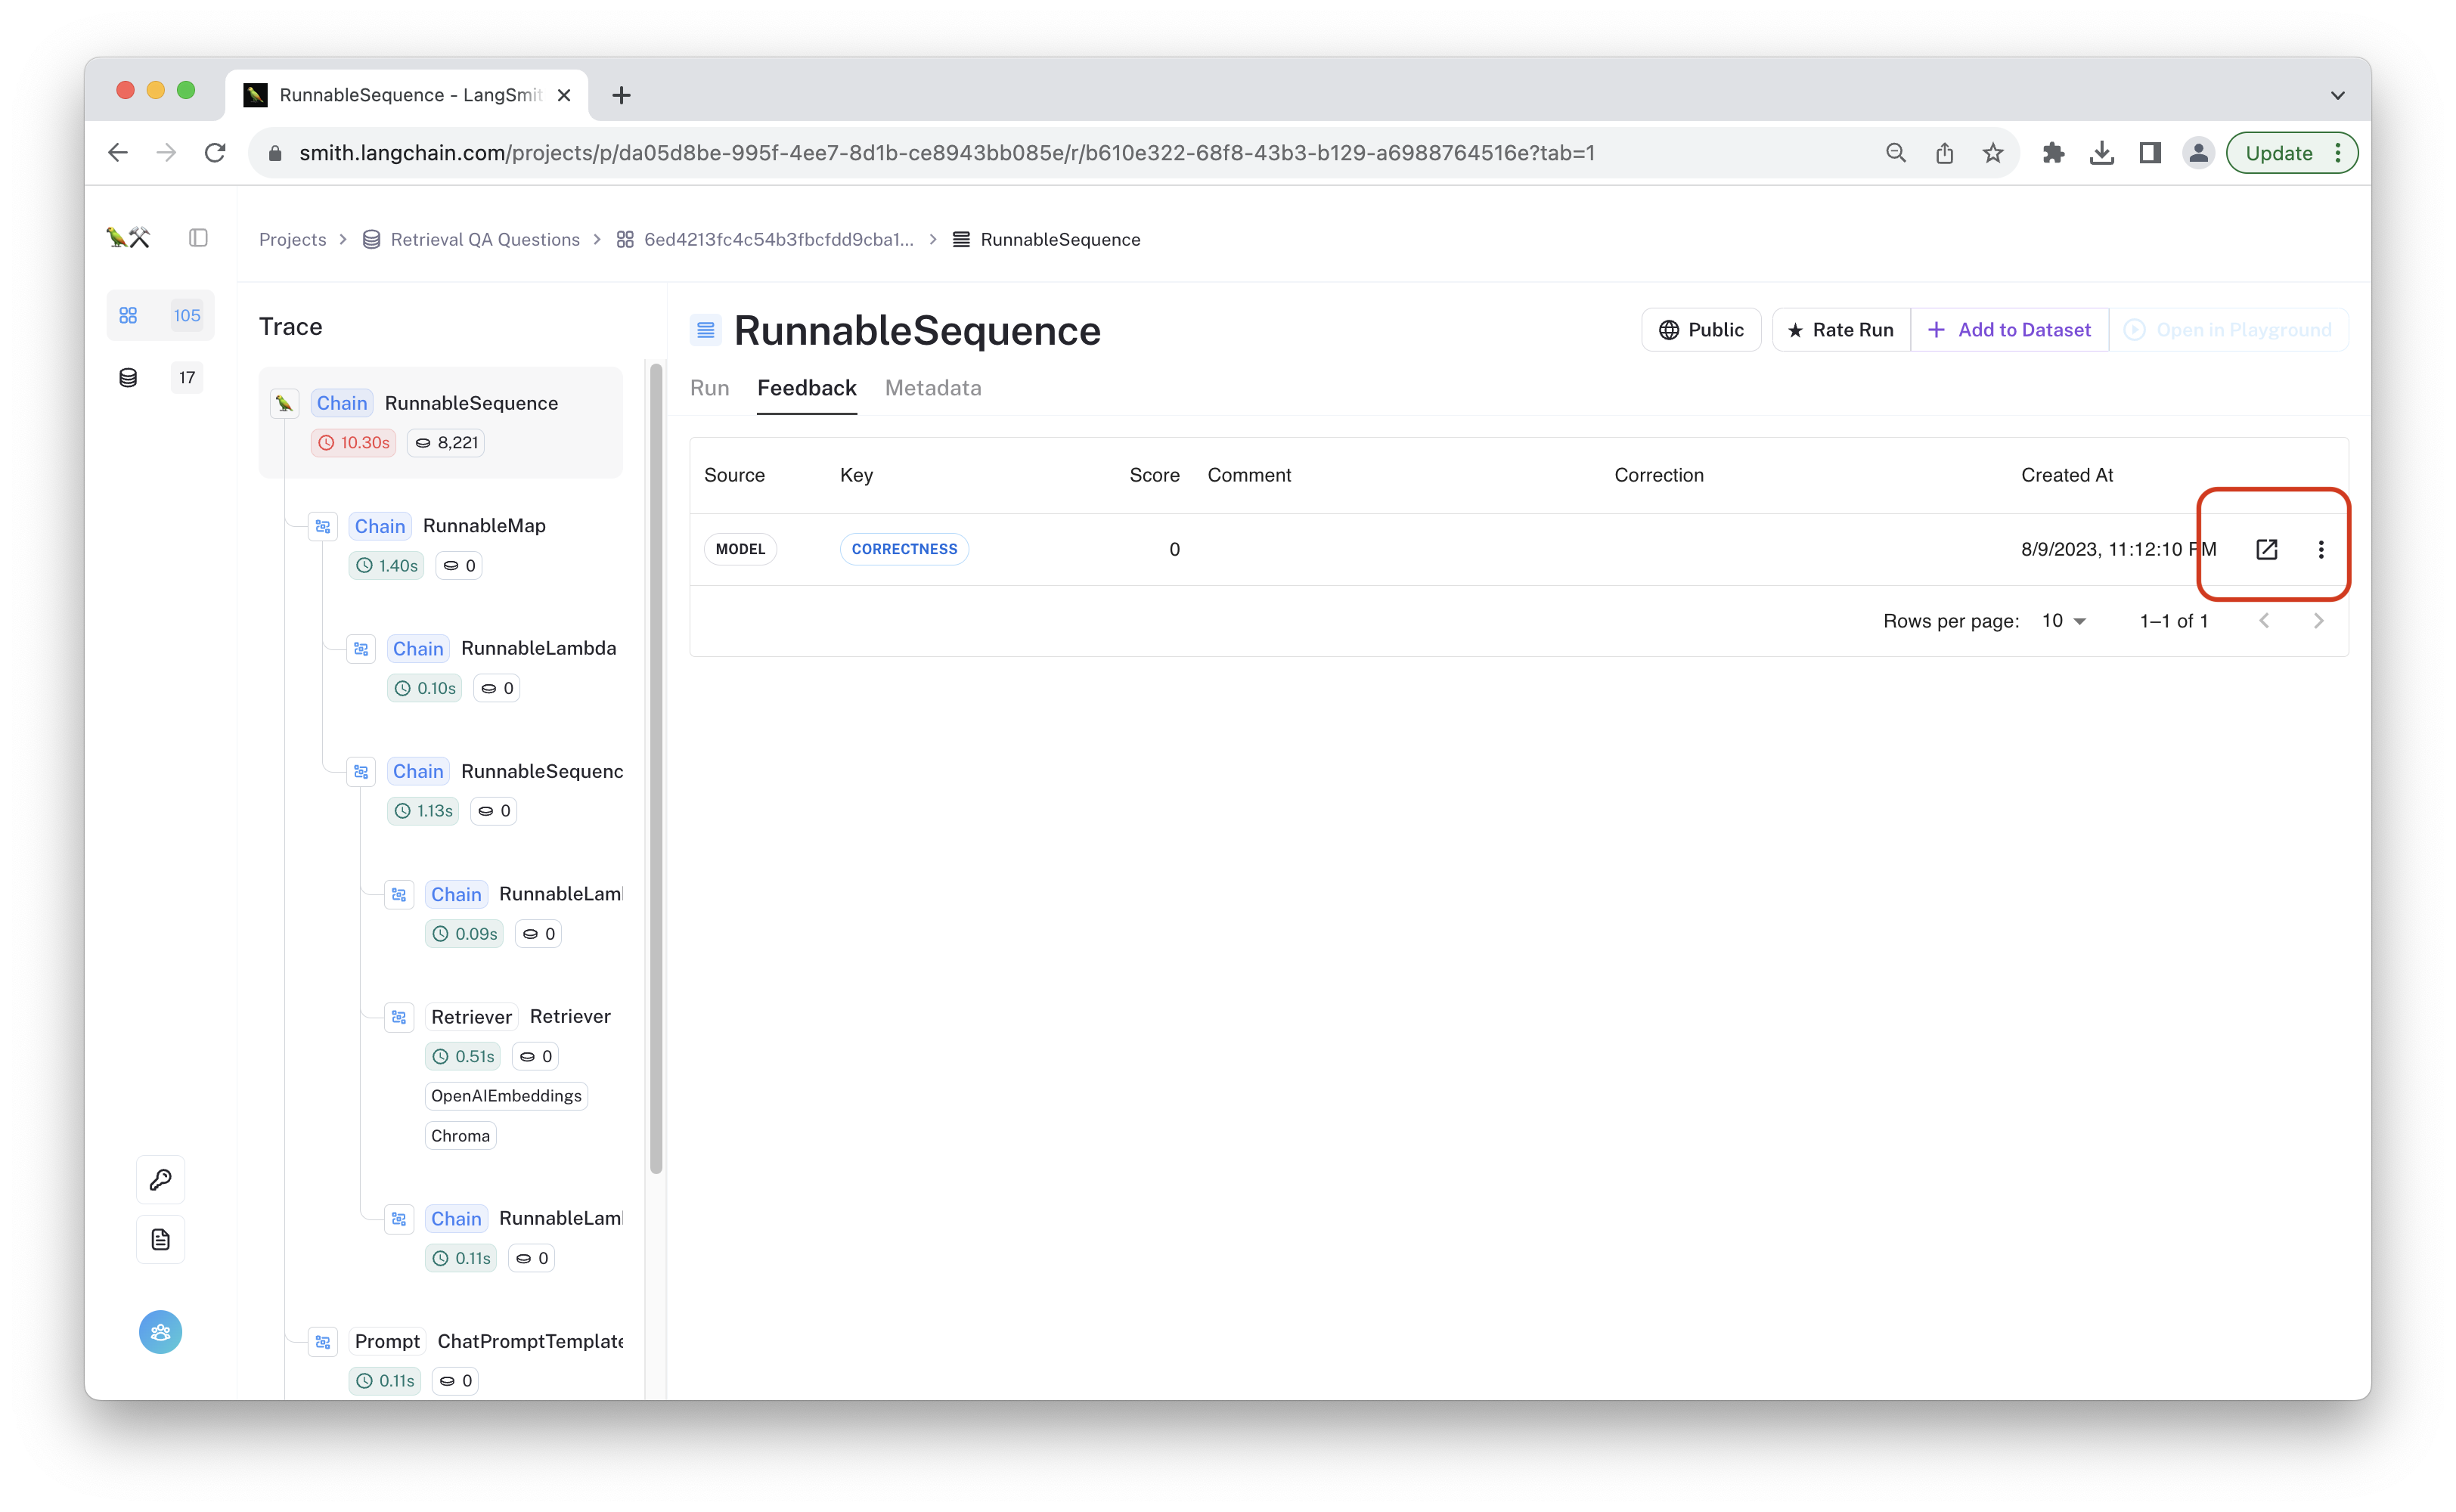 RunnableSequence - LangSmit
smith.langchain.com/projects/p/da05d8be-995f-4ee7-8d1b-ce8943bb085e/r/b610e322-68f8-43b3-b129-a6988764516e?tab=1
Update
Projects > Retrieval QA Questions > 6ed4213fc4c54b3fbcfdd9cba1... > RunnableSequence
105
17
Trace
Chain RunnableSequence
10.30s 8,221
Chain RunnableMap
1.40s 0
Chain RunnableLambda
0.10s 0
Chain RunnableSequenc
1.13s 0
Chain RunnableLam
0.09s 0
Retriever Retriever
0.51s 0
OpenAIEmbeddings
Chroma
Chain RunnableLam
0.11s 0
Prompt ChatPromptTemplate
0.11s 0
RunnableSequence
Public Rate Run Add to Dataset Open in Playground
Run Feedback Metadata
Source Key Score Comment Correction Created At
MODEL CORRECTNESS 0 8/9/2023, 11:12:10 PM
Rows per page: 10 1–1 of 1